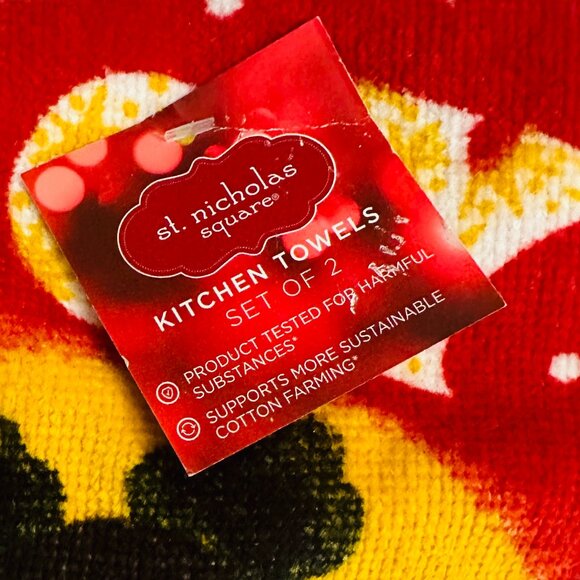 st. nicholas
square®
KITCHEN TOWELS
SET OF 2
PRODUCT TESTED FOR HARMFUL
SUBSTANCES*
SUPPORTS MORE SUSTAINABLE
COTTON FARMING*